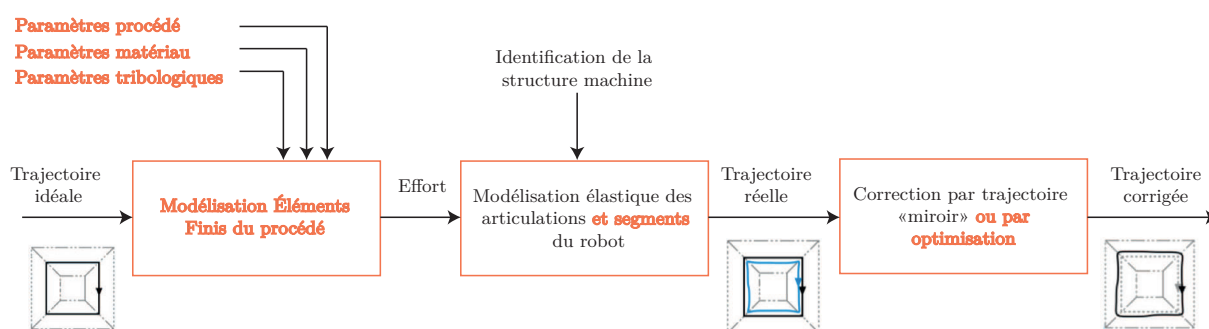 Paramètres procédé
Paramètres matériau
Paramètres tribologiques
Identification de la
structure machine
Trajectoire
idéale
Modélisation Éléments
Finis du procédé
Effort
Modélisation élastique des
articulations et segments
du robot
Trajectoire
réelle
Correction par trajectoire
«miroir» ou par
optimisation
Trajectoire
corrigée